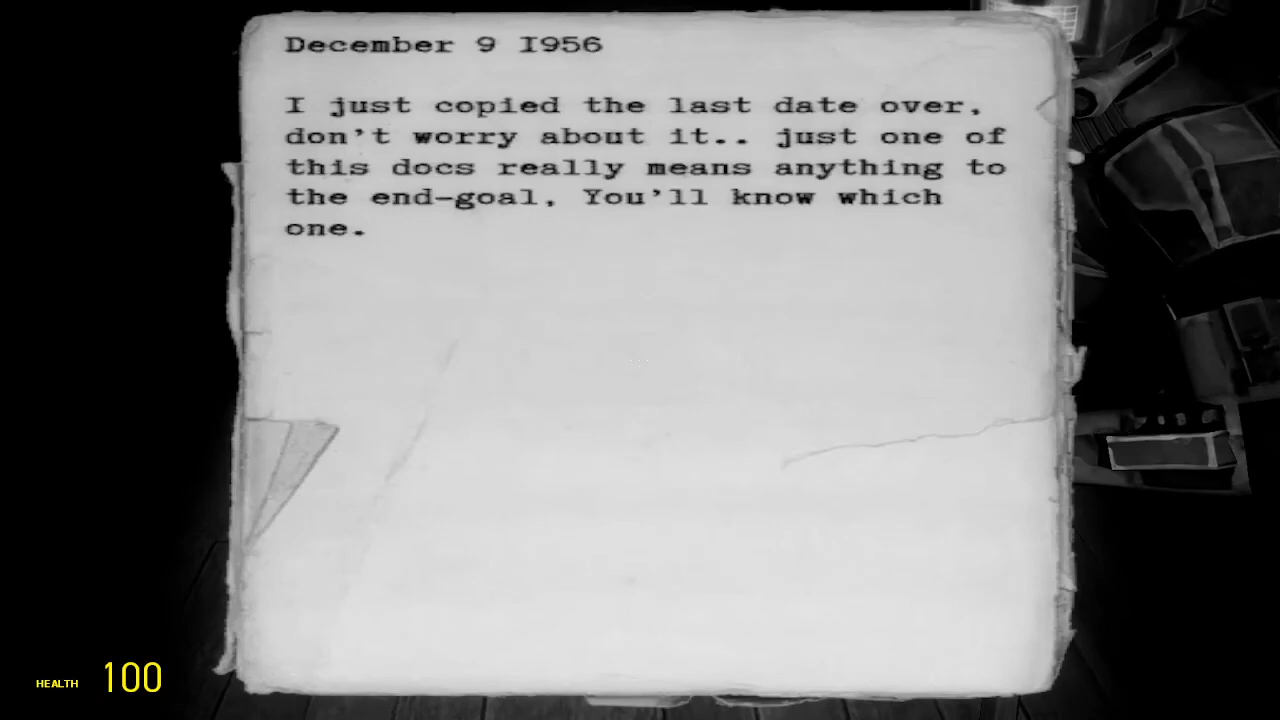 December 9 I956
I just copied the last date over,
don't worry about it.. just one of
this docs really means anything to
the end-goal, You'll know which
one.
HEALTH 100